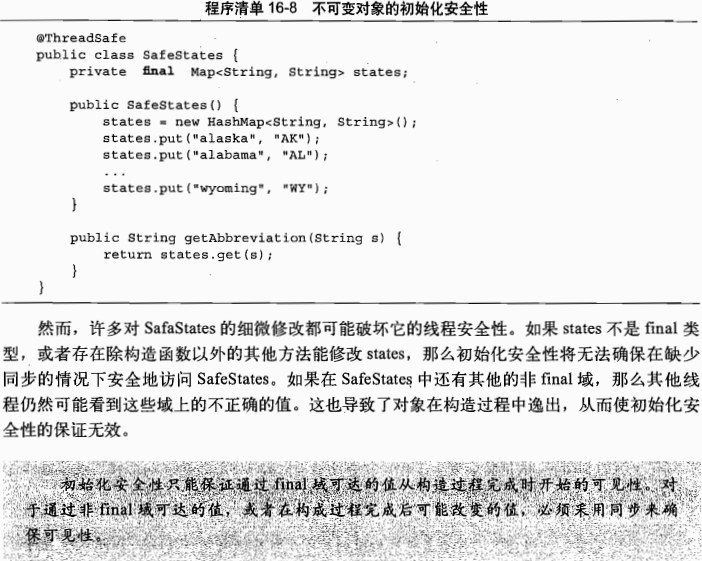 程序清单 16-8 不可变对象的初始化安全性
@ThreadSafe
public class SafeStates {
    private final Map<String, String> states;

    public SafeStates() {
        states = new HashMap<String, String>();
        states.put("alaska", "AK");
        states.put("alabama", "AL");
        ...
        states.put("wyoming", "WY");
    }

    public String getAbbreviation(String s) {
        return states.get(s);
    }
}
然而，许多对 SafaStates 的细微修改都可能破坏它的线程安全性。如果 states 不是 final 类
型，或者存在除构造函数以外的其他方法能修改 states，那么初始化安全性将无法确保在缺少
同步的情况下安全地访问 SafeStates。如果在 SafeStates 中还有其他的非 final 域，那么其他线
程仍然可能看到这些域上的不正确的值。这也导致了对象在构造过程中逸出，从而使初始化安
全性的保证无效。
初始化安全性只能保证通过 final 域可达的值从构造过程完成时开始的可见性。对
于通过非 final 域可达的值，或者在构成过程完成后可能改变的值，必须采用同步来确
保可见性。